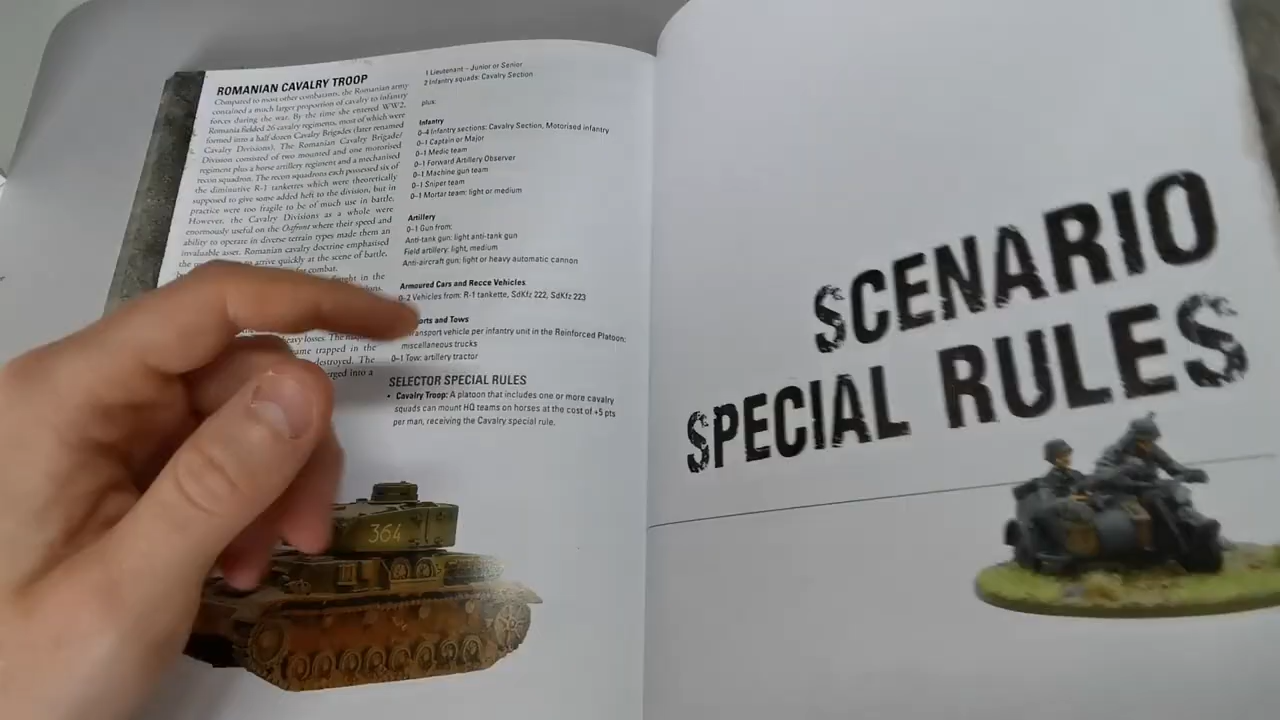 ROMANIAN CAVALRY TROOP
Compared to most other combatants, the Romanian army
contained a much larger proportion of cavalry to infantry
forces during the war. By the time she entered WW2,
Romania fielded 26 cavalry regiments, most of which were
formed into a half dozen Cavalry Brigades (later renamed
Cavalry Divisions). The Romanian Cavalry Brigade/
Division consisted of two mounted and one motorised
regiment plus a horse artillery regiment and a mechanised
recon squadron. The recon squadrons each possessed six of
the diminutive R-1 tankettes which were theoretically
supposed to give some added heft to the division, but in
practice were too fragile to be of much use in battle.
However, the Cavalry Divisions as a whole were
enormously useful on the Ostfront where their speed and
ability to operate in diverse terrain types made them an
invaluable asset. Romanian cavalry doctrine emphasised
the to arrive quickly at the scene of battle,
for combat.
fought in the
heavy losses. The
trapped in the
destroyed. The
into a
1 Lieutenant – Junior or Senior
2 Infantry squads: Cavalry Section
plus:
Infantry
0–4 Infantry sections: Cavalry Section, Motorised infantry
0–1 Captain or Major
0–1 Medic team
0–1 Forward Artillery Observer
0–1 Machine gun team
0–1 Sniper team
0–1 Mortar team: light or medium
Artillery
0–1 Gun from:
Anti-tank gun: light anti-tank gun
Field artillery: light, medium
Anti-aircraft gun: light or heavy automatic cannon
Armoured Cars and Recce Vehicles
0–2 Vehicles from: R-1 tankette, SdKfz 222, SdKfz 223
and Tows
transport vehicle per infantry unit in the Reinforced Platoon:
miscellaneous trucks
0–1 Tow: artillery tractor
SELECTOR SPECIAL RULES
• Cavalry Troop: A platoon that includes one or more cavalry
squads can mount HQ teams on horses at the cost of +5 pts
per man, receiving the Cavalry special rule.
364
SCENARIO
SPECIAL RULES